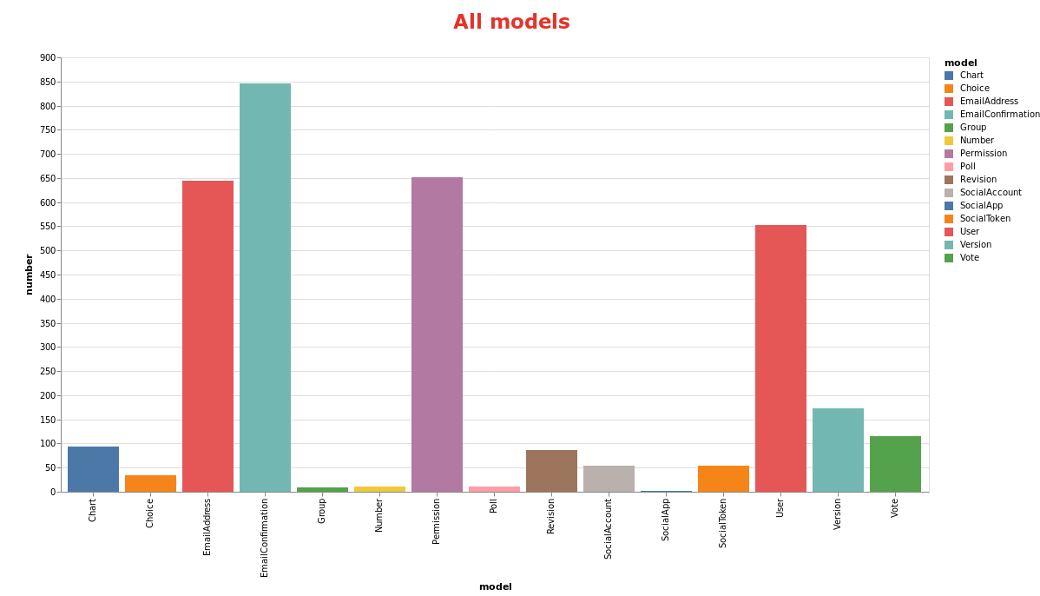 All models
900
850
800
750
700
650
600
550
500
450
400
350
300
250
200
150
100
50
0
number
Chart
Choice
EmailAddress
EmailConfirmation
Group
Number
Permission
Poll
Revision
SocialAccount
SocialApp
SocialToken
User
Version
Vote
model
model
Chart
Choice
EmailAddress
EmailConfirmation
Group
Number
Permission
Poll
Revision
SocialAccount
SocialApp
SocialToken
User
Version
Vote